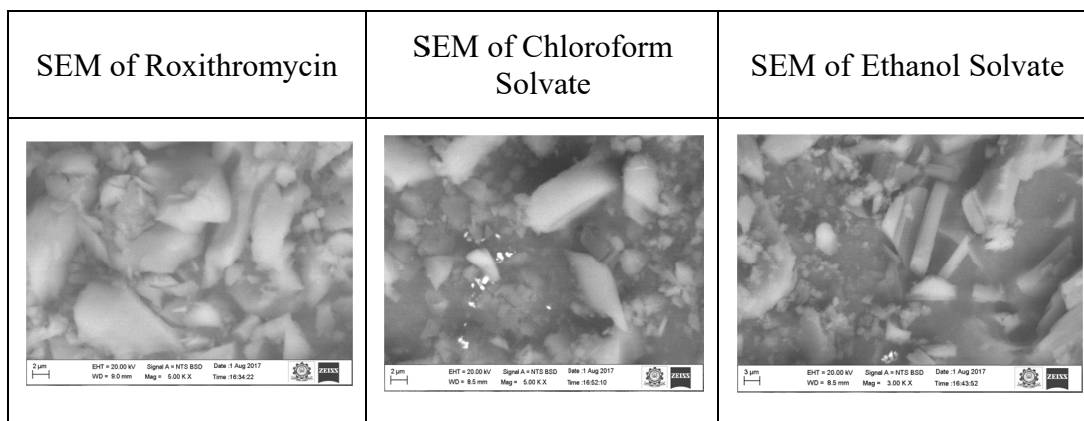 SEM of Roxithromycin
SEM of Chloroform
Solvate
SEM of Ethanol Solvate
2 µm
EHT = 20.00 kV Signal A = NTS BSD Date :1 Aug 2017
WD = 9.0 mm Mag = 5.00 K X Time :16:34:22
ZEISS
2 µm
EHT = 20.00 kV Signal A = NTS BSD Date :1 Aug 2017
WD = 8.5 mm Mag = 5.00 K X Time :16:52:10
ZEISS
3 µm
EHT = 20.00 kV Signal A = NTS BSD Date :1 Aug 2017
WD = 8.5 mm Mag = 3.00 K X Time :16:43:52
ZEISS